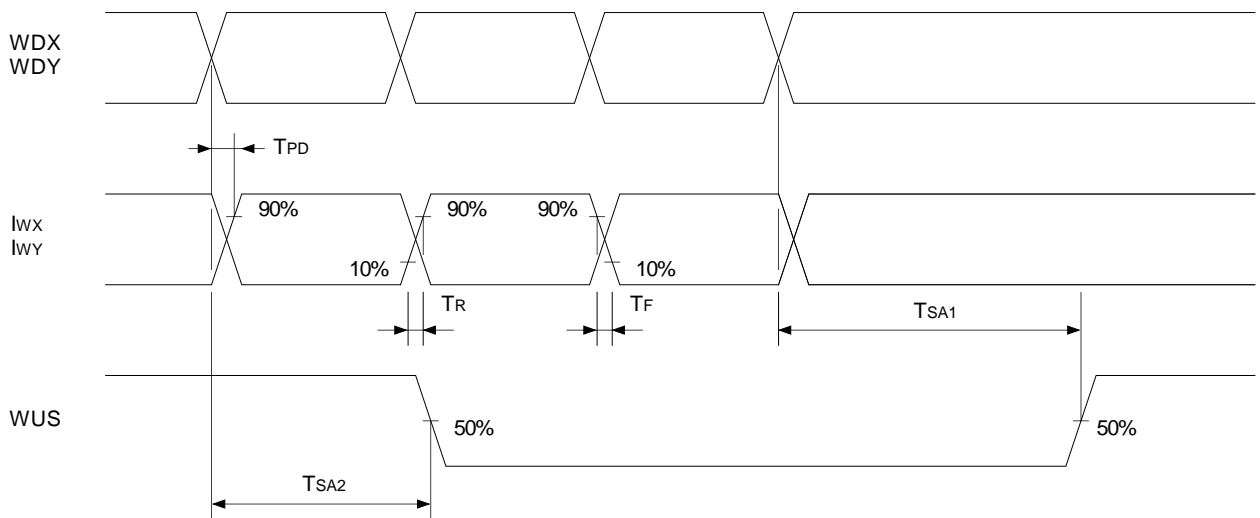 WDX
WDY
TPD
IWX
IWY
90%
90%
90%
10%
10%
TR
TF
TSA1
WUS
50%
50%
TSA2